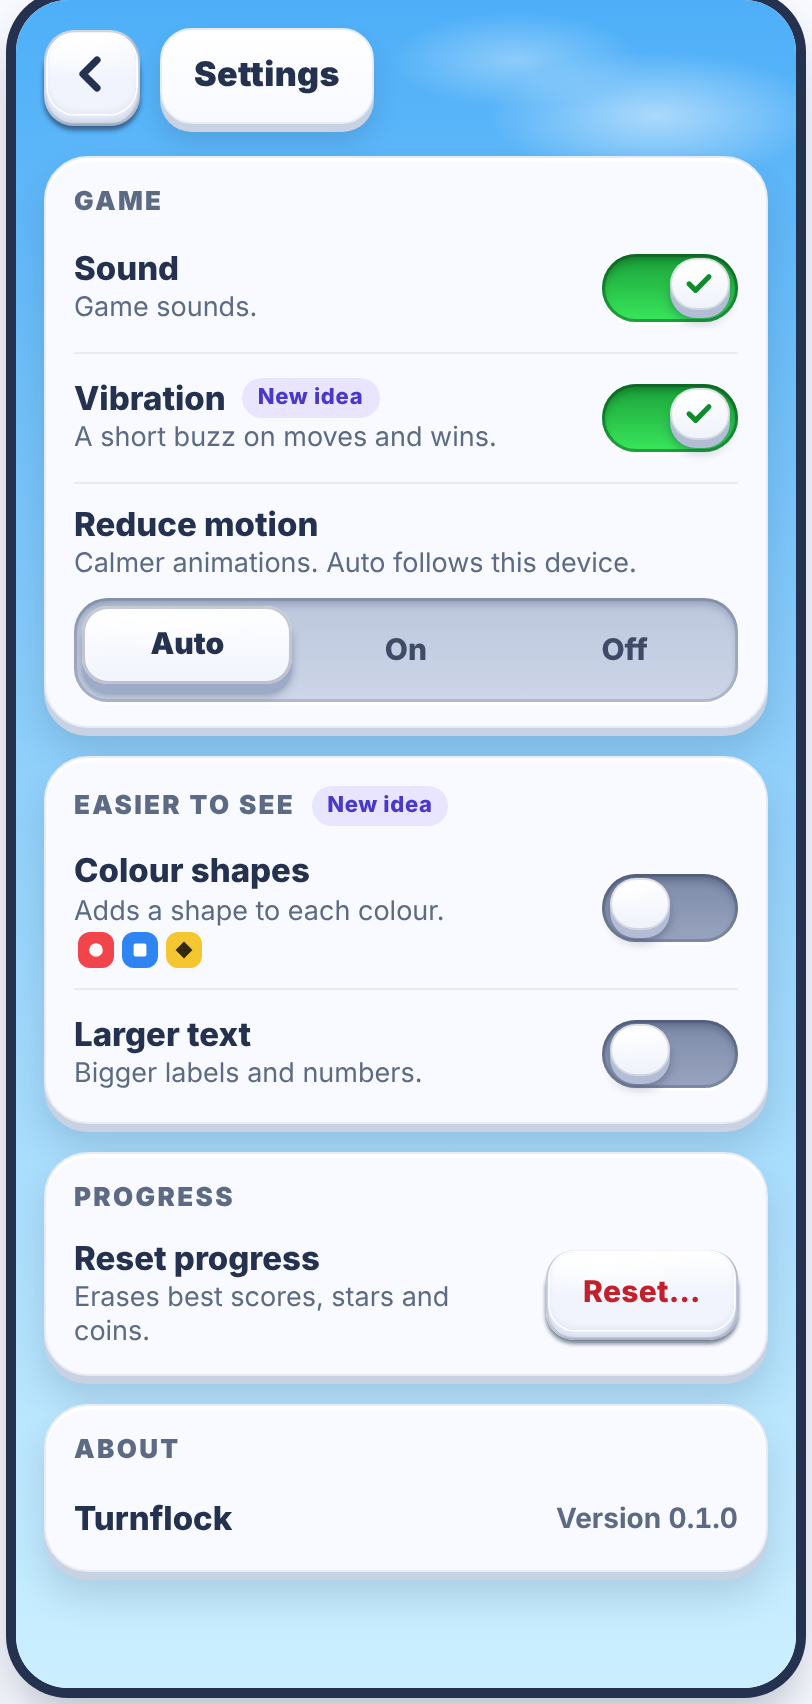 Settings
GAME
Sound
Game sounds.
Vibration New idea
A short buzz on moves and wins.
Reduce motion
Calmer animations. Auto follows this device.
Auto On Off
EASIER TO SEE New idea
Colour shapes
Adds a shape to each colour.
Larger text
Bigger labels and numbers.
PROGRESS
Reset progress
Erases best scores, stars and
coins.
Reset...
ABOUT
Turnflock Version 0.1.0